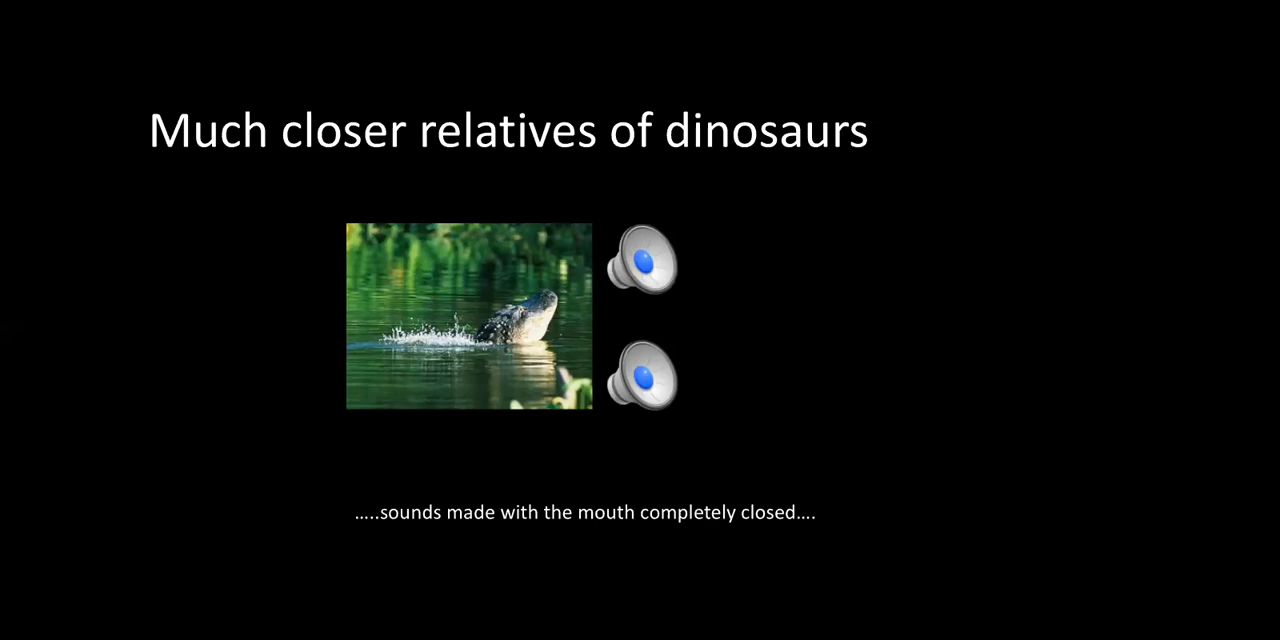 Much closer relatives of dinosaurs
.....sounds made with the mouth completely closed....